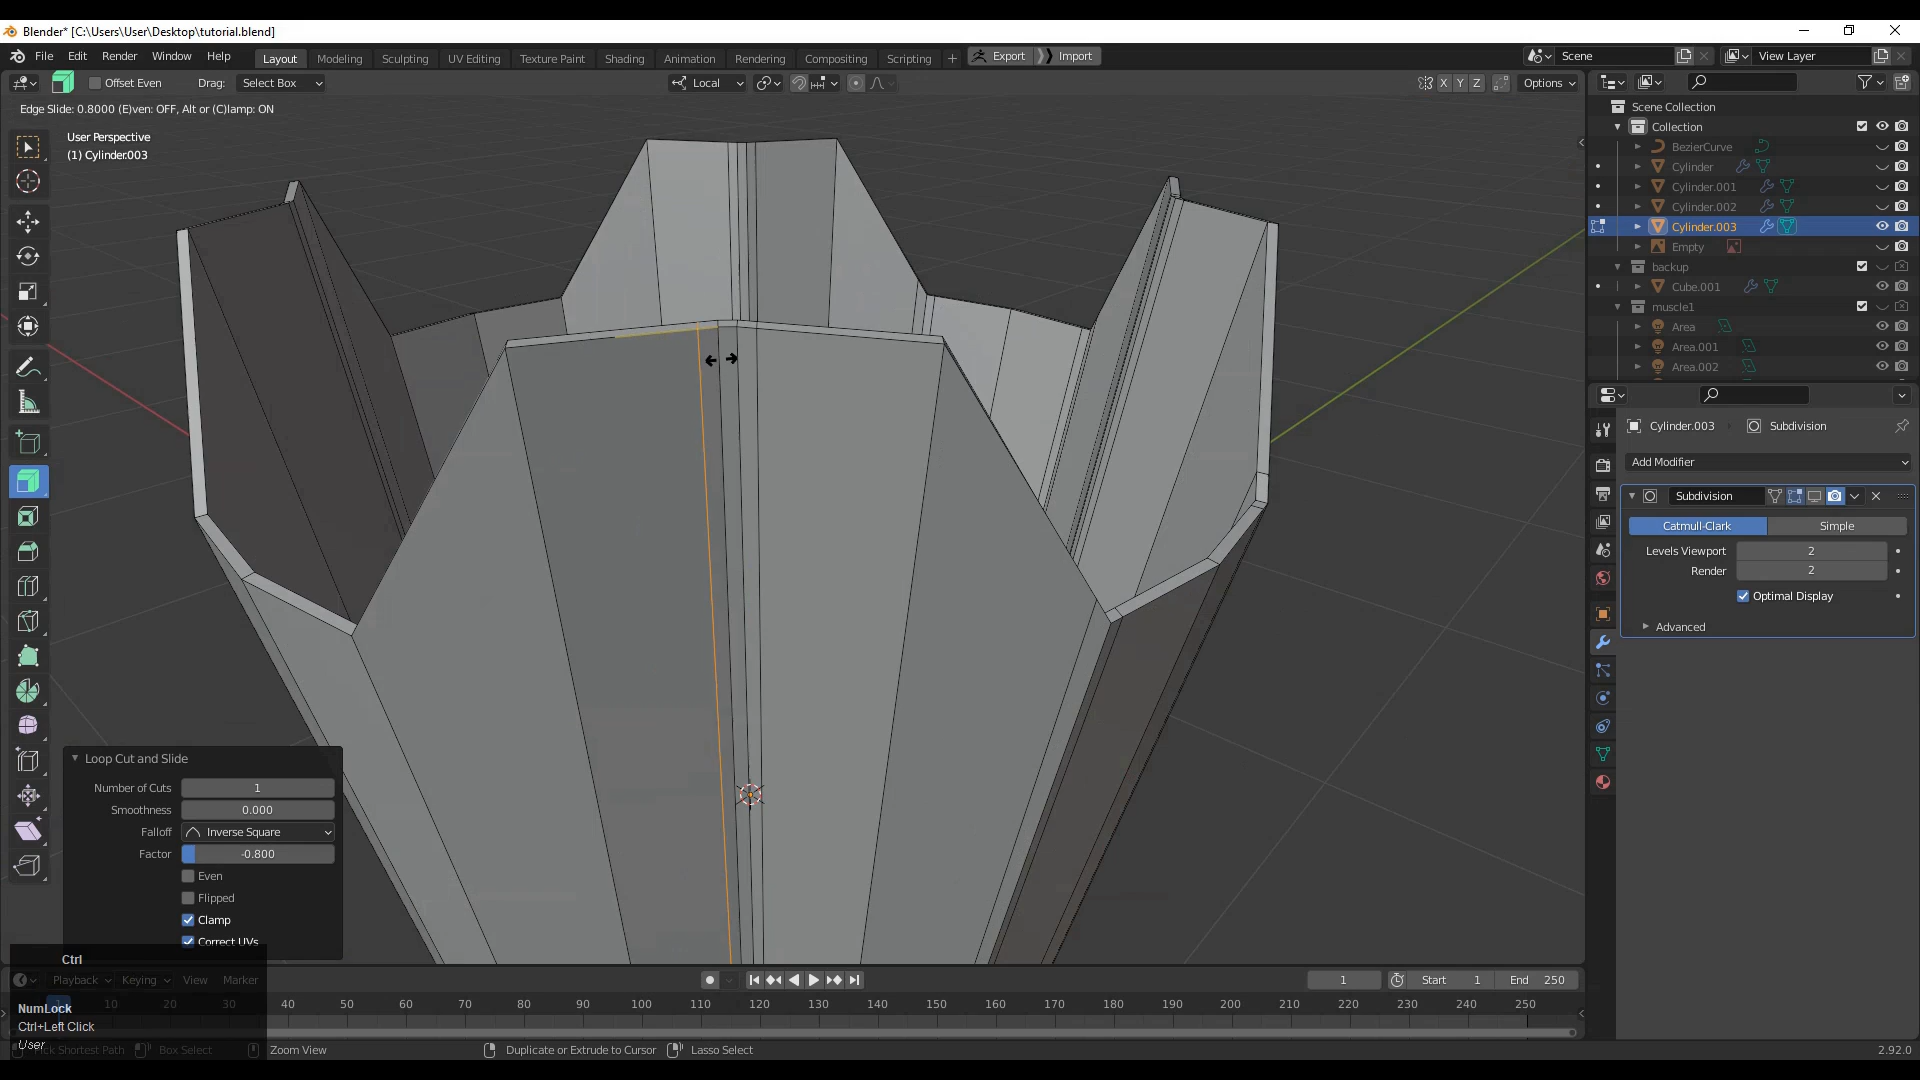 Blender* [C:\Users\User\Desktop\tutorial.blend]
File Edit Render Window Help Layout Modeling Sculpting UV Editing Texture Paint Shading Animation Rendering Compositing Scripting + Export Import Scene View Layer
Offset Even Drag: Select Box Local X Y Z Options
Edge Slide: 0.8000 (E)ven: OFF, Alt or (C)lamp: ON
User Perspective
(1) Cylinder.003
Scene Collection
Collection
BezierCurve
Cylinder
Cylinder.001
Cylinder.002
Cylinder.003
Empty
backup
Cube.001
muscle1
Area
Area.001
Area.002
Cylinder.003 Subdivision
Add Modifier
Subdivision
Catmull-Clark Simple
Levels Viewport 2
Render 2
Optimal Display
Advanced
Loop Cut and Slide
Number of Cuts 1
Smoothness 0.000
Falloff Inverse Square
Factor -0.800
Even
Flipped
Clamp
Correct UVs
Ctrl
NumLock
Ctrl+Left Click
User
Playback Keying View Marker 1 Start 1 End 250
1 10 20 30 40 50 60 70 80 90 100 110 120 130 140 150 160 170 180 190 200 210 220 230 240 250
Pick Shortest Path Box Select Zoom View Duplicate or Extrude to Cursor Lasso Select 2.92.0